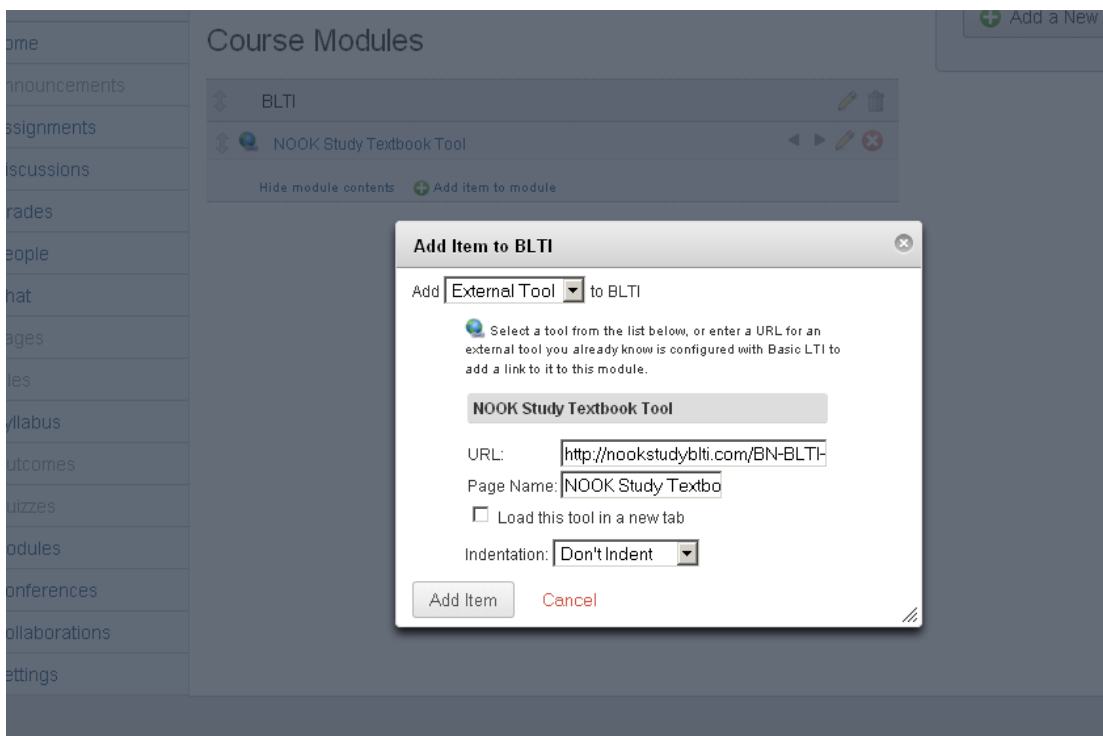 Add a New
ome
Course Modules
nnouncements
BLTI
ssignments
NOOK Study Textbook Tool
iscussions
Hide module contents Add item to module
rades
eople
hat
ages
iles
yllabus
utcomes
uizzes
odules
onferences
ollaborations
ettings
Add Item to BLTI
Add External Tool to BLTI
Select a tool from the list below, or enter a URL for an
external tool you already know is configured with Basic LTI to
add a link to it to this module.
NOOK Study Textbook Tool
URL: http://nookstudyblti.com/BN-BLTI-
Page Name: NOOK Study Textbo
Load this tool in a new tab
Indentation: Don't Indent
Add Item Cancel